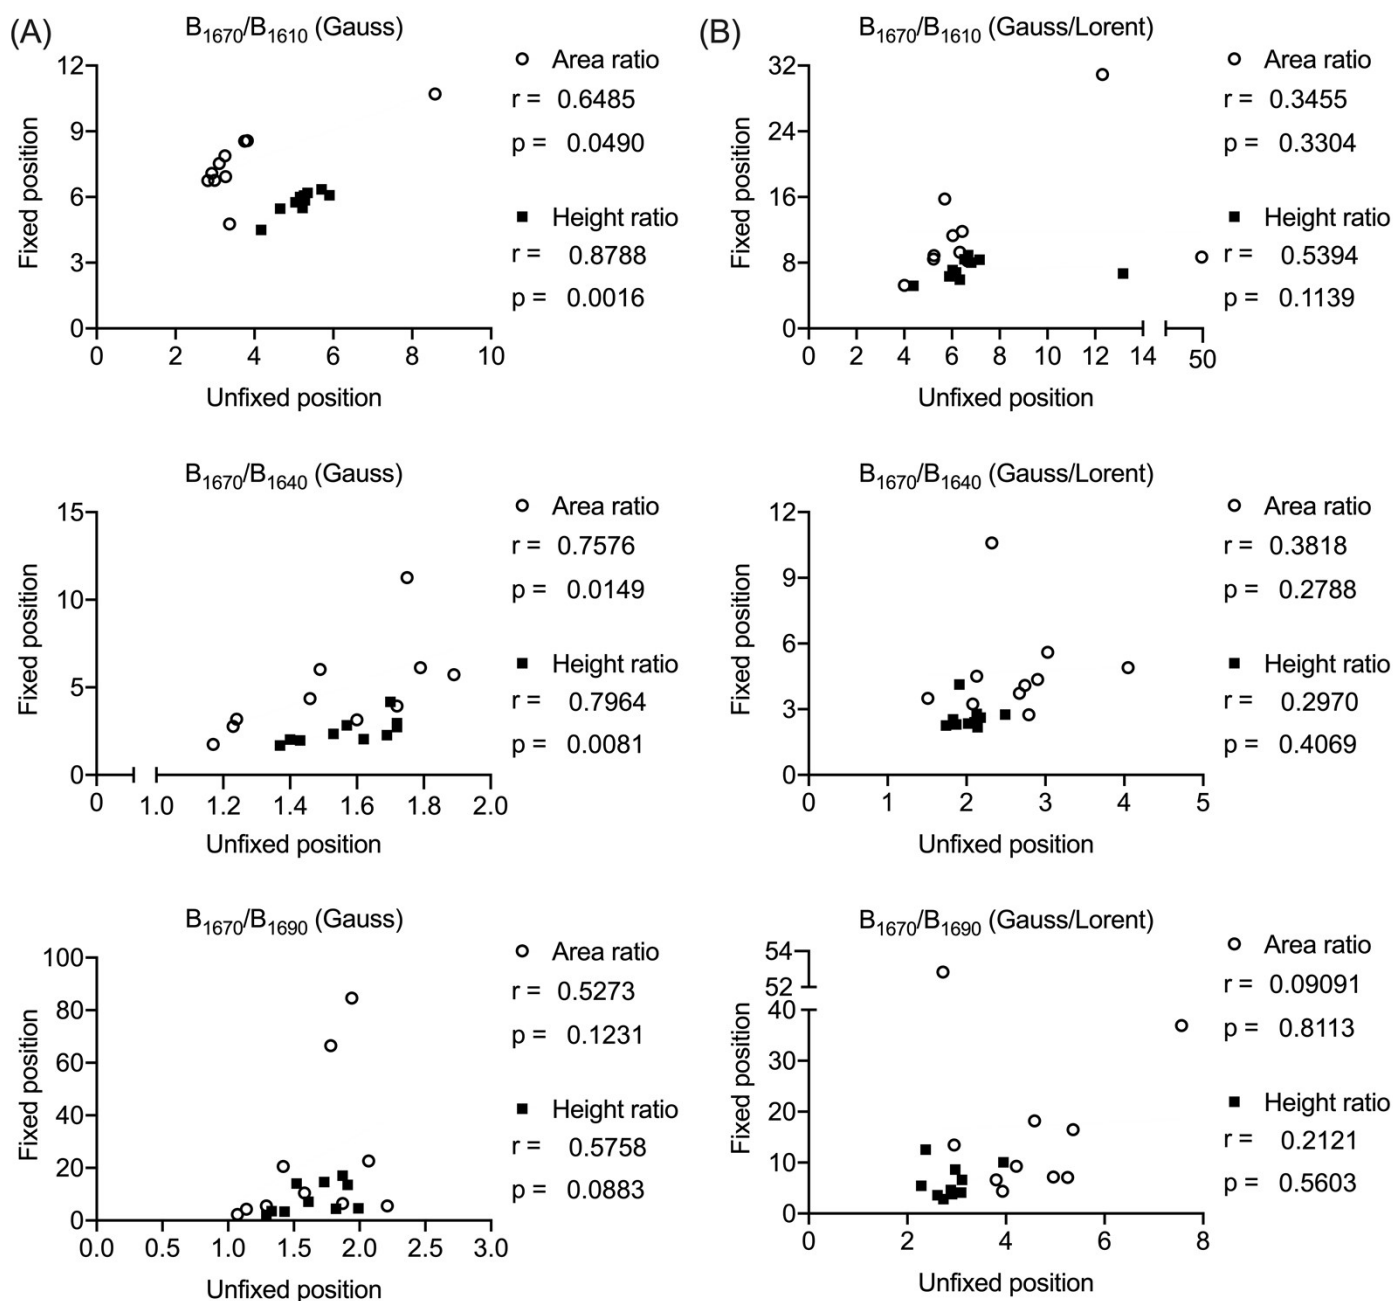 (A)
B1670/B1610 (Gauss)
Area ratio
r = 0.6485
p = 0.0490
Height ratio
r = 0.8788
p = 0.0016
Fixed position
12
9
6
3
0
0 2 4 6 8 10
Unfixed position
(B)
B1670/B1610 (Gauss/Lorent)
Area ratio
r = 0.3455
p = 0.3304
Height ratio
r = 0.5394
p = 0.1139
Fixed position
32
24
16
8
0
0 2 4 6 8 10 12 14 50
Unfixed position
B1670/B1640 (Gauss)
Area ratio
r = 0.7576
p = 0.0149
Height ratio
r = 0.7964
p = 0.0081
Fixed position
15
10
5
0
0 1.0 1.2 1.4 1.6 1.8 2.0
Unfixed position
B1670/B1640 (Gauss/Lorent)
Area ratio
r = 0.3818
p = 0.2788
Height ratio
r = 0.2970
p = 0.4069
Fixed position
12
9
6
3
0
0 1 2 3 4 5
Unfixed position
B1670/B1690 (Gauss)
Area ratio
r = 0.5273
p = 0.1231
Height ratio
r = 0.5758
p = 0.0883
Fixed position
100
80
60
40
20
0
0.0 0.5 1.0 1.5 2.0 2.5 3.0
Unfixed position
B1670/B1690 (Gauss/Lorent)
Area ratio
r = 0.09091
p = 0.8113
Height ratio
r = 0.2121
p = 0.5603
Fixed position
54
52
40
30
20
10
0
0 2 4 6 8
Unfixed position